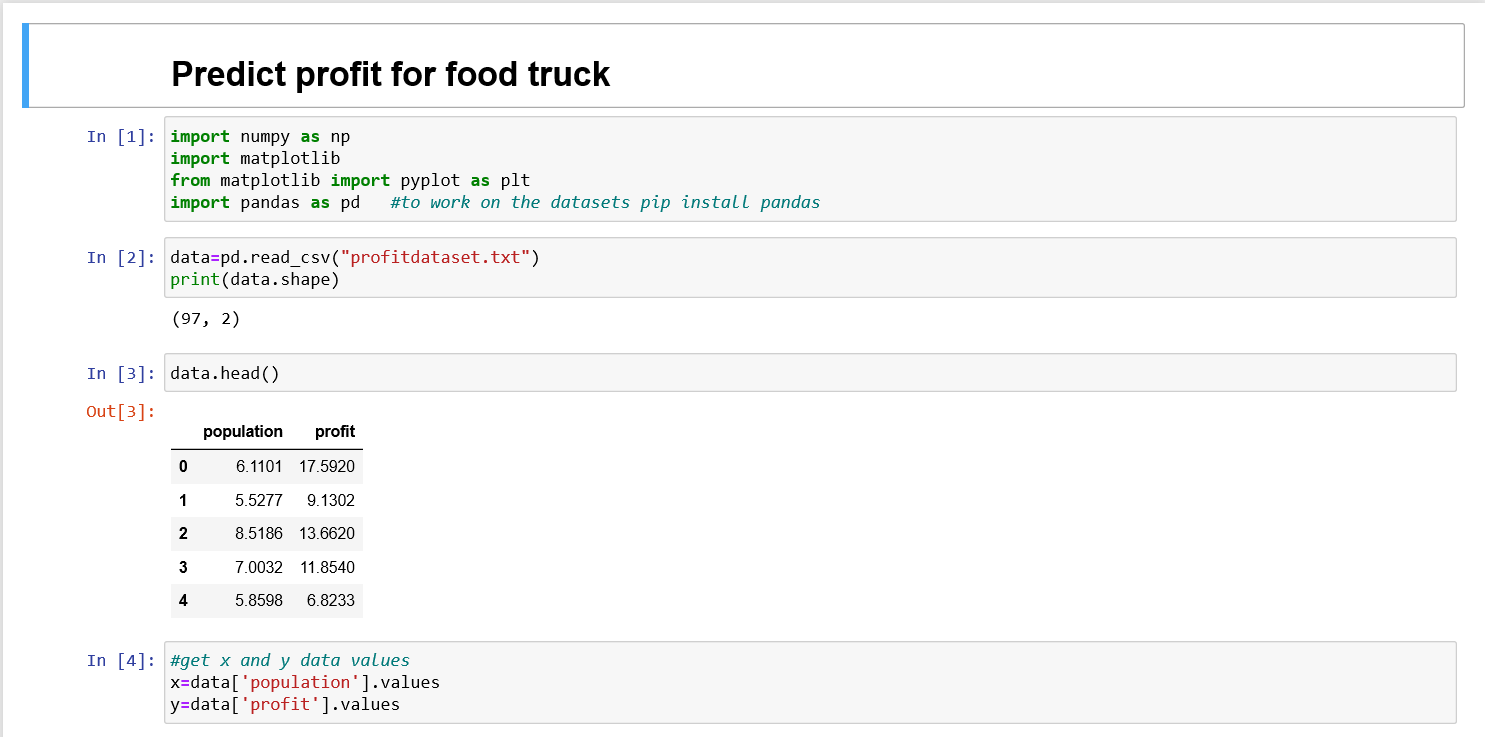 Predict profit for food truck
In [1]: import numpy as np
import matplotlib
from matplotlib import pyplot as plt
import pandas as pd   #to work on the datasets pip install pandas
In [2]: data=pd.read_csv("profitdataset.txt")
print(data.shape)
(97, 2)
In [3]: data.head()
Out[3]:
population profit
0 6.1101 17.5920
1 5.5277 9.1302
2 8.5186 13.6620
3 7.0032 11.8540
4 5.8598 6.8233
In [4]: #get x and y data values
x=data['population'].values
y=data['profit'].values